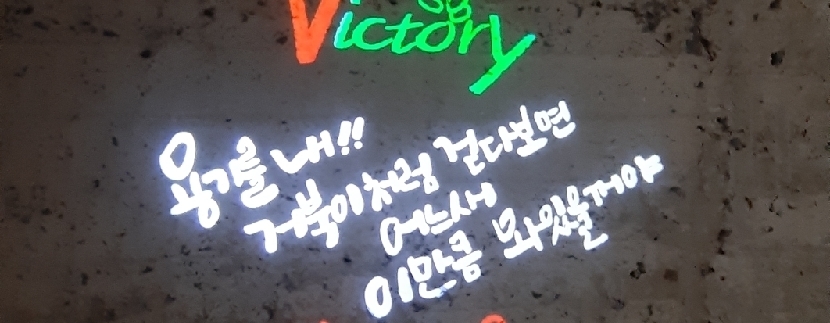 Victory
용기를 내!!
거북이처럼 걷다보면
어느새
이만큼 와있을거야